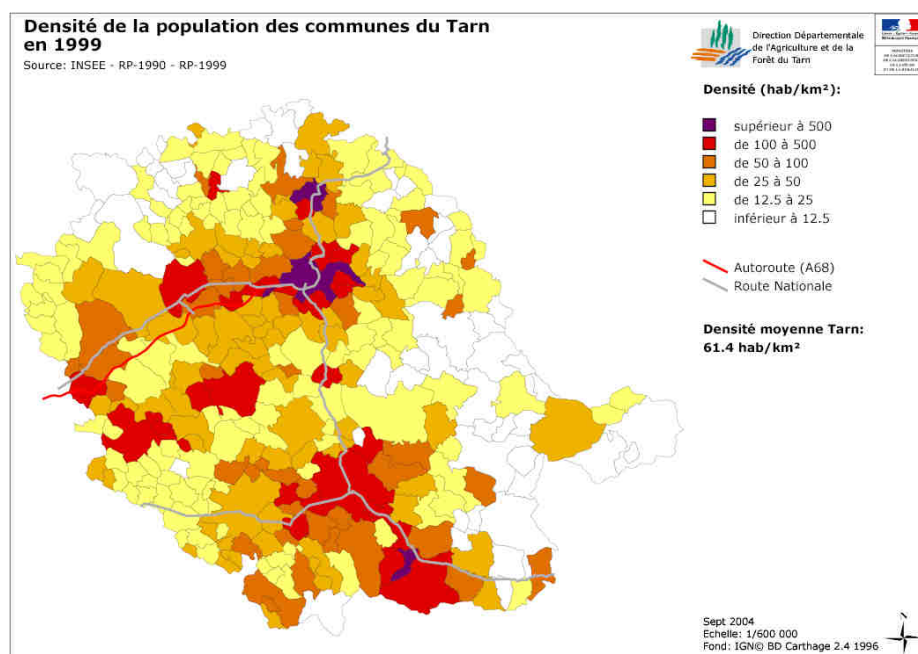 Densité de la population des communes du Tarn
en 1999
Source: INSEE - RP-1990 - RP-1999
Direction Départementale
de l'Agriculture et de la
Forêt du Tarn
Densité (hab/km²):
supérieur à 500
de 100 à 500
de 50 à 100
de 25 à 50
de 12.5 à 25
inférieur à 12.5
Autoroute (A68)
Route Nationale
Densité moyenne Tarn:
61.4 hab/km²
Sept 2004
Echelle: 1/600 000
Fond: IGN© BD Carthage 2.4 1996
N